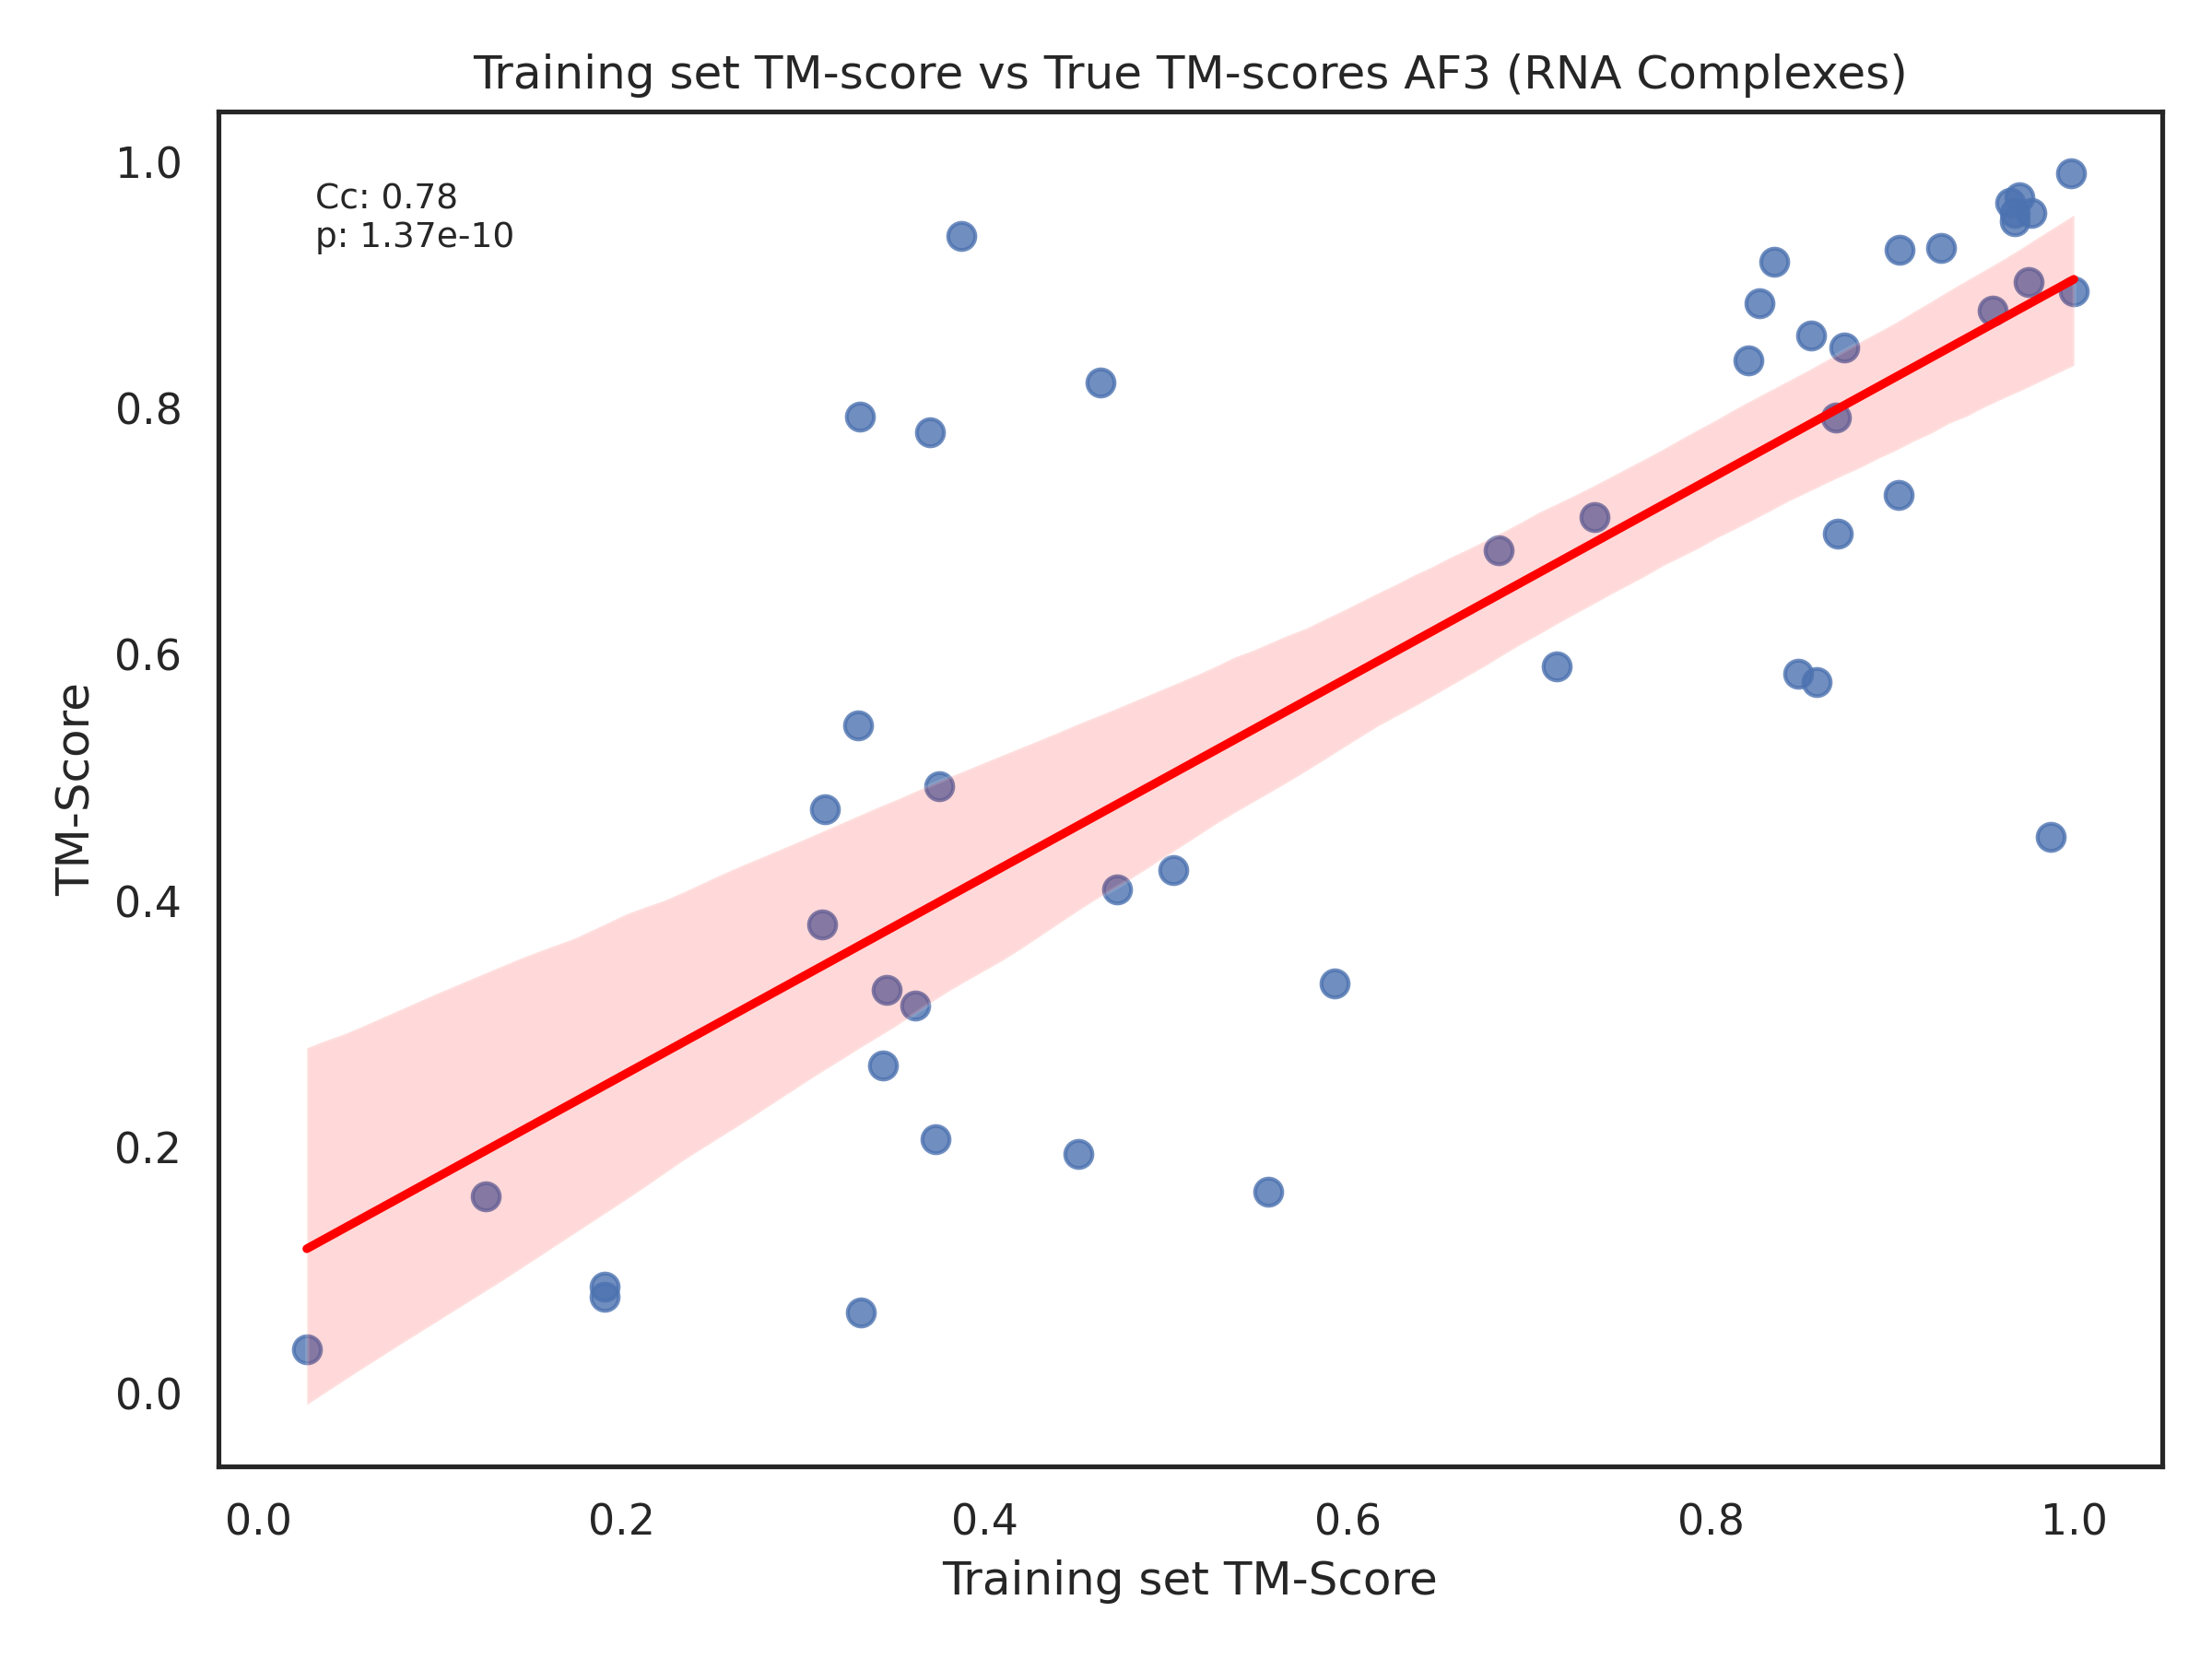 Training set TM-score vs True TM-scores AF3 (RNA Complexes)
Cc: 0.78
p: 1.37e-10
1.0
0.8
0.6
0.4
0.2
0.0
TM-Score
0.0 0.2 0.4 0.6 0.8 1.0
Training set TM-Score